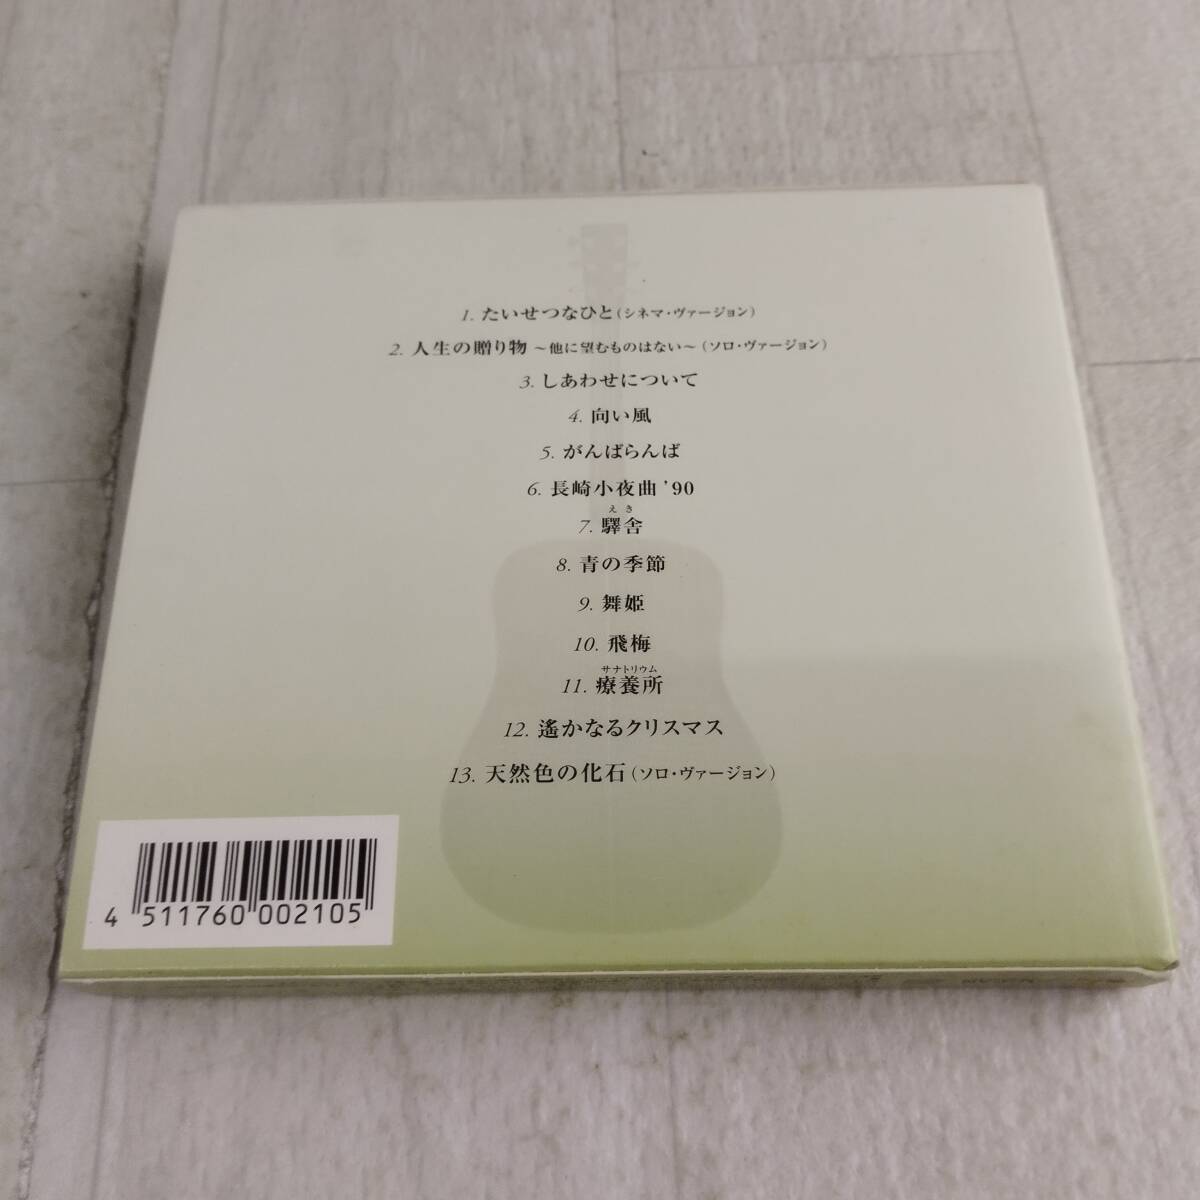 1. たいせつなひと(シネマ・ヴァージョン)
2. 人生の贈り物 〜他に望むものはない〜(ソロ・ヴァージョン)
3. しあわせについて
4. 向い風
5. がんばらんば
6. 長崎小夜曲 '90
えき
7. 驛舎
8. 青の季節
9. 舞姫
10. 飛梅
サナトリウム
11. 療養所
12. 遙かなるクリスマス
13. 天然色の化石(ソロ・ヴァージョン)
4 511760 002105